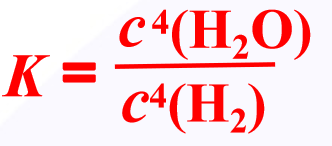 K = c⁴(H₂O) / c⁴(H₂)